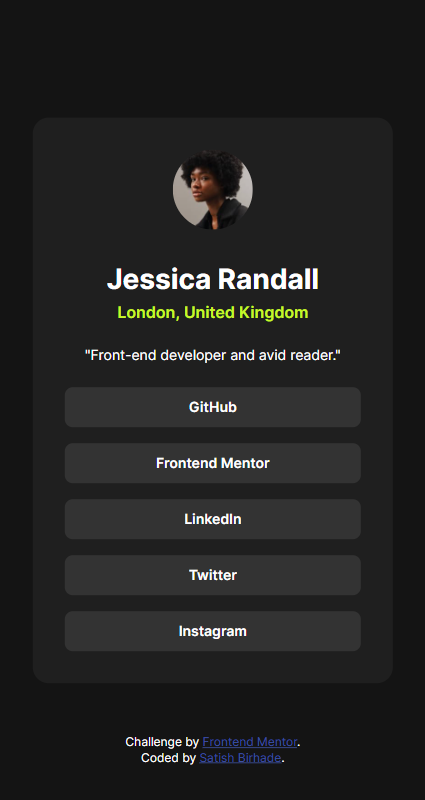 Jessica Randall
London, United Kingdom
"Front-end developer and avid reader."
GitHub
Frontend Mentor
LinkedIn
Twitter
Instagram
Challenge by Frontend Mentor.
Coded by Satish Birhade.